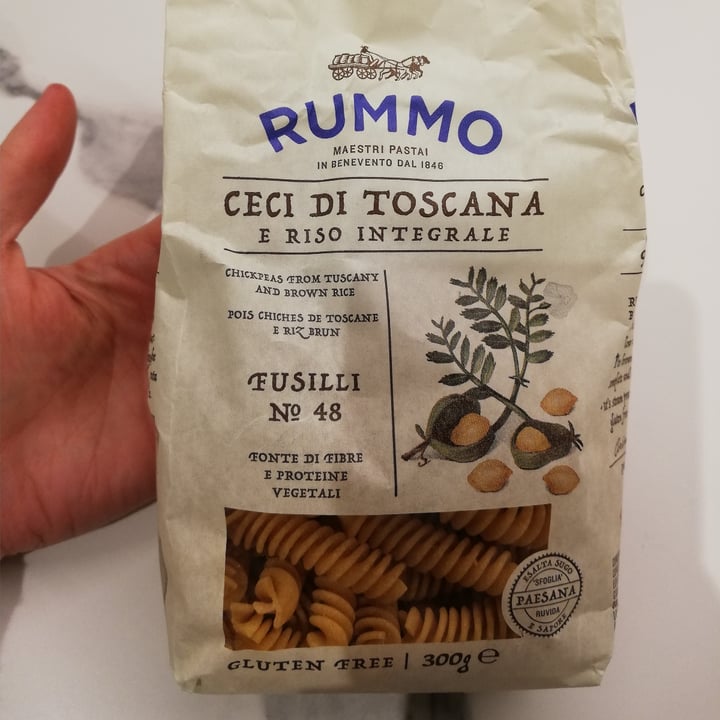 RUMMO
MAESTRI PASTAI
IN BENEVENTO DAL 1846
CECI DI TOSCANA
E RISO INTEGRALE
CHICKPEAS FROM TUSCANY
AND BROWN RICE
POIS CHICHES DE TOSCANE
E RIZ BRUN
FUSILLI
Nº 48
FONTE DI FIBRE
E PROTEINE
VEGETALI
ESALTA SUGO
"SFOGLIA"
PAESANA
RUVIDA
E SAPORE
GLUTEN FREE | 300g ℮